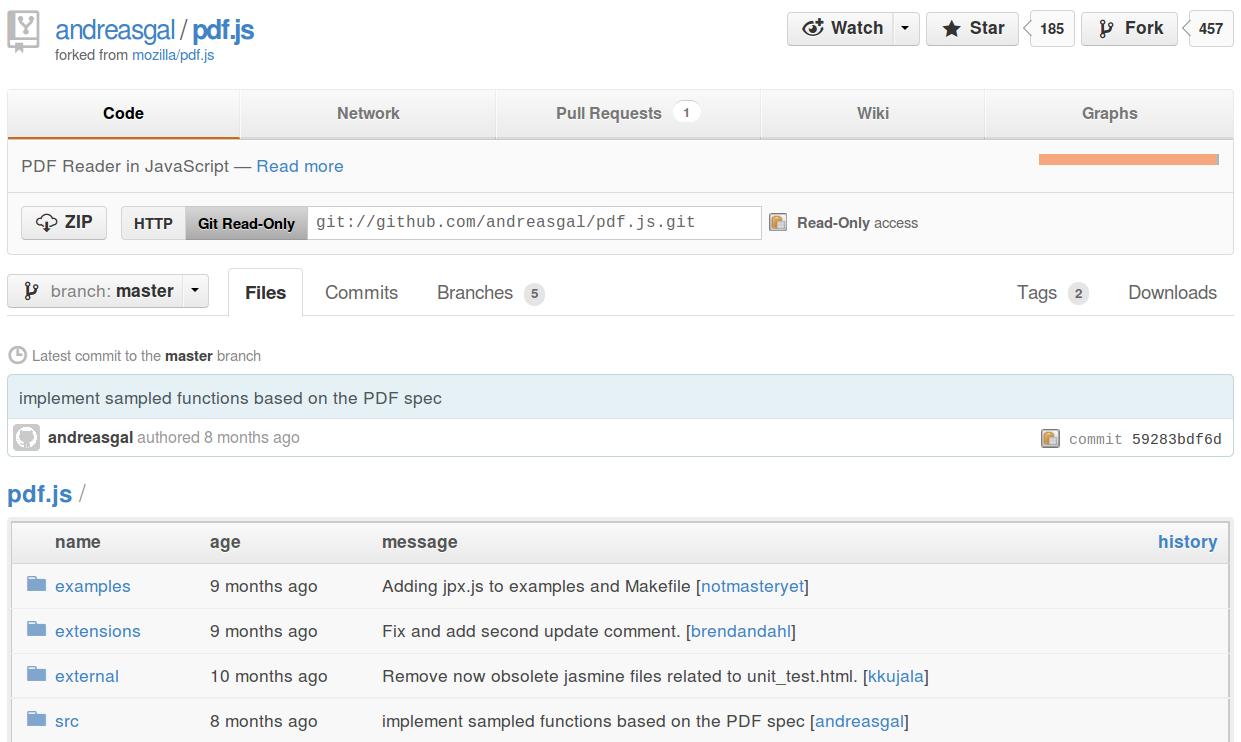 andreasgal / pdf.js
forked from mozilla/pdf.js
Watch Star 185 Fork 457
Code Network Pull Requests 1 Wiki Graphs
PDF Reader in JavaScript — Read more
ZIP HTTP Git Read-Only git://github.com/andreasgal/pdf.js.git Read-Only access
branch: master Files Commits Branches 5 Tags 2 Downloads
Latest commit to the master branch
implement sampled functions based on the PDF spec
andreasgal authored 8 months ago commit 59283bdf6d
pdf.js /
name age message history
examples 9 months ago Adding jpx.js to examples and Makefile [notmasteryet]
extensions 9 months ago Fix and add second update comment. [brendandahl]
external 10 months ago Remove now obsolete jasmine files related to unit_test.html. [kkujala]
src 8 months ago implement sampled functions based on the PDF spec [andreasgal]